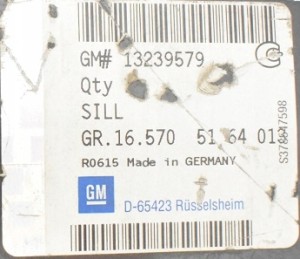 GM# 13239579
Qty
SILL
GR.16.570 51 64 01
R0615 Made in GERMANY
GM
D-65423 Rüsselsheim
C